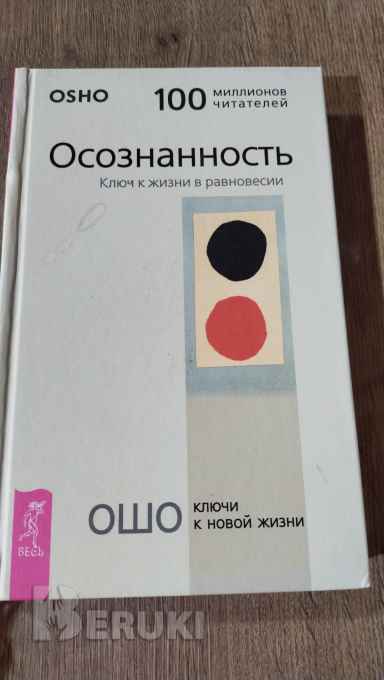 OSHO
100 МИЛЛИОНОВ
ЧИТАТЕЛЕЙ
Осознанность
Ключ к жизни в равновесии
ОШО КЛЮЧИ
К НОВОЙ ЖИЗНИ
ВЕСЬ
BERUKI